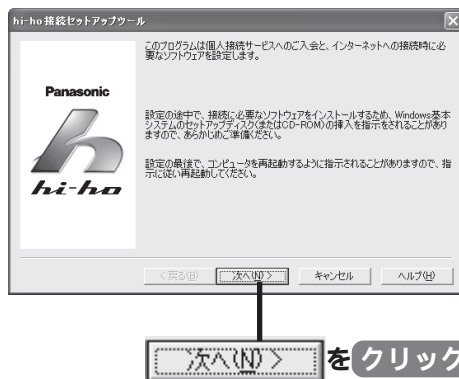 hi-ho接続セットアップツール
このプログラムは個人接続サービスへのご入会と、インターネットへの接続時に必
要なソフトウェアを設定します。
Panasonic
hi-ho
設定の途中で、接続に必要なソフトウェアをインストールするため、Windows基本
システムのセットアップディスク(またはCD-ROM)の挿入を指示をされることがあり
ますので、あらかじめご準備ください。
設定の最後で、コンピュータを再起動するように指示されることがありますので、指
示に従い再起動してください。
< 戻る(B)
次へ(N) >
キャンセル
ヘルプ(H)
次へ(N) > をクリック